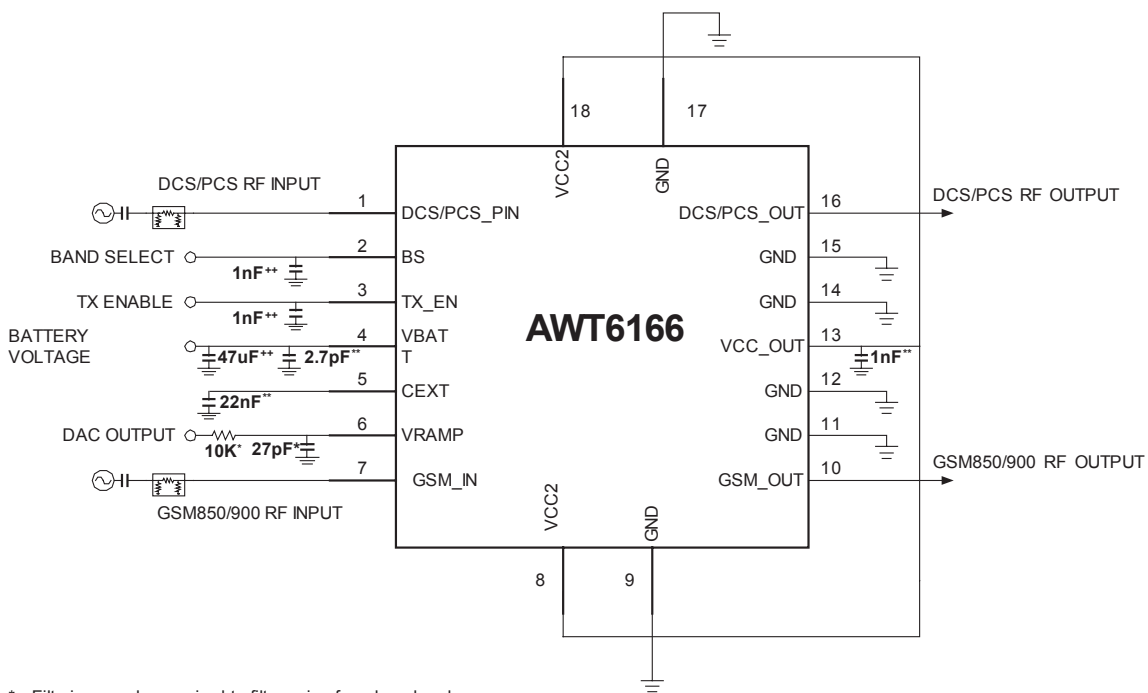 18
17
VCC2
GND
DCS/PCS RF INPUT
1
DCS/PCS_PIN
DCS/PCS_OUT
16
DCS/PCS RF OUTPUT
BAND SELECT
1nF++
2
BS
GND
15
TX ENABLE
1nF++
3
TX_EN
GND
14
AWT6166
BATTERY
VOLTAGE
47uF++
2.7pF**
4
VBAT
T
VCC_OUT
13
1nF**
22nF**
5
CEXT
GND
12
DAC OUTPUT
10K*
27pF*
6
VRAMP
GND
11
GSM850/900 RF INPUT
7
GSM_IN
GSM_OUT
10
GSM850/900 RF OUTPUT
VCC2
GND
8
9